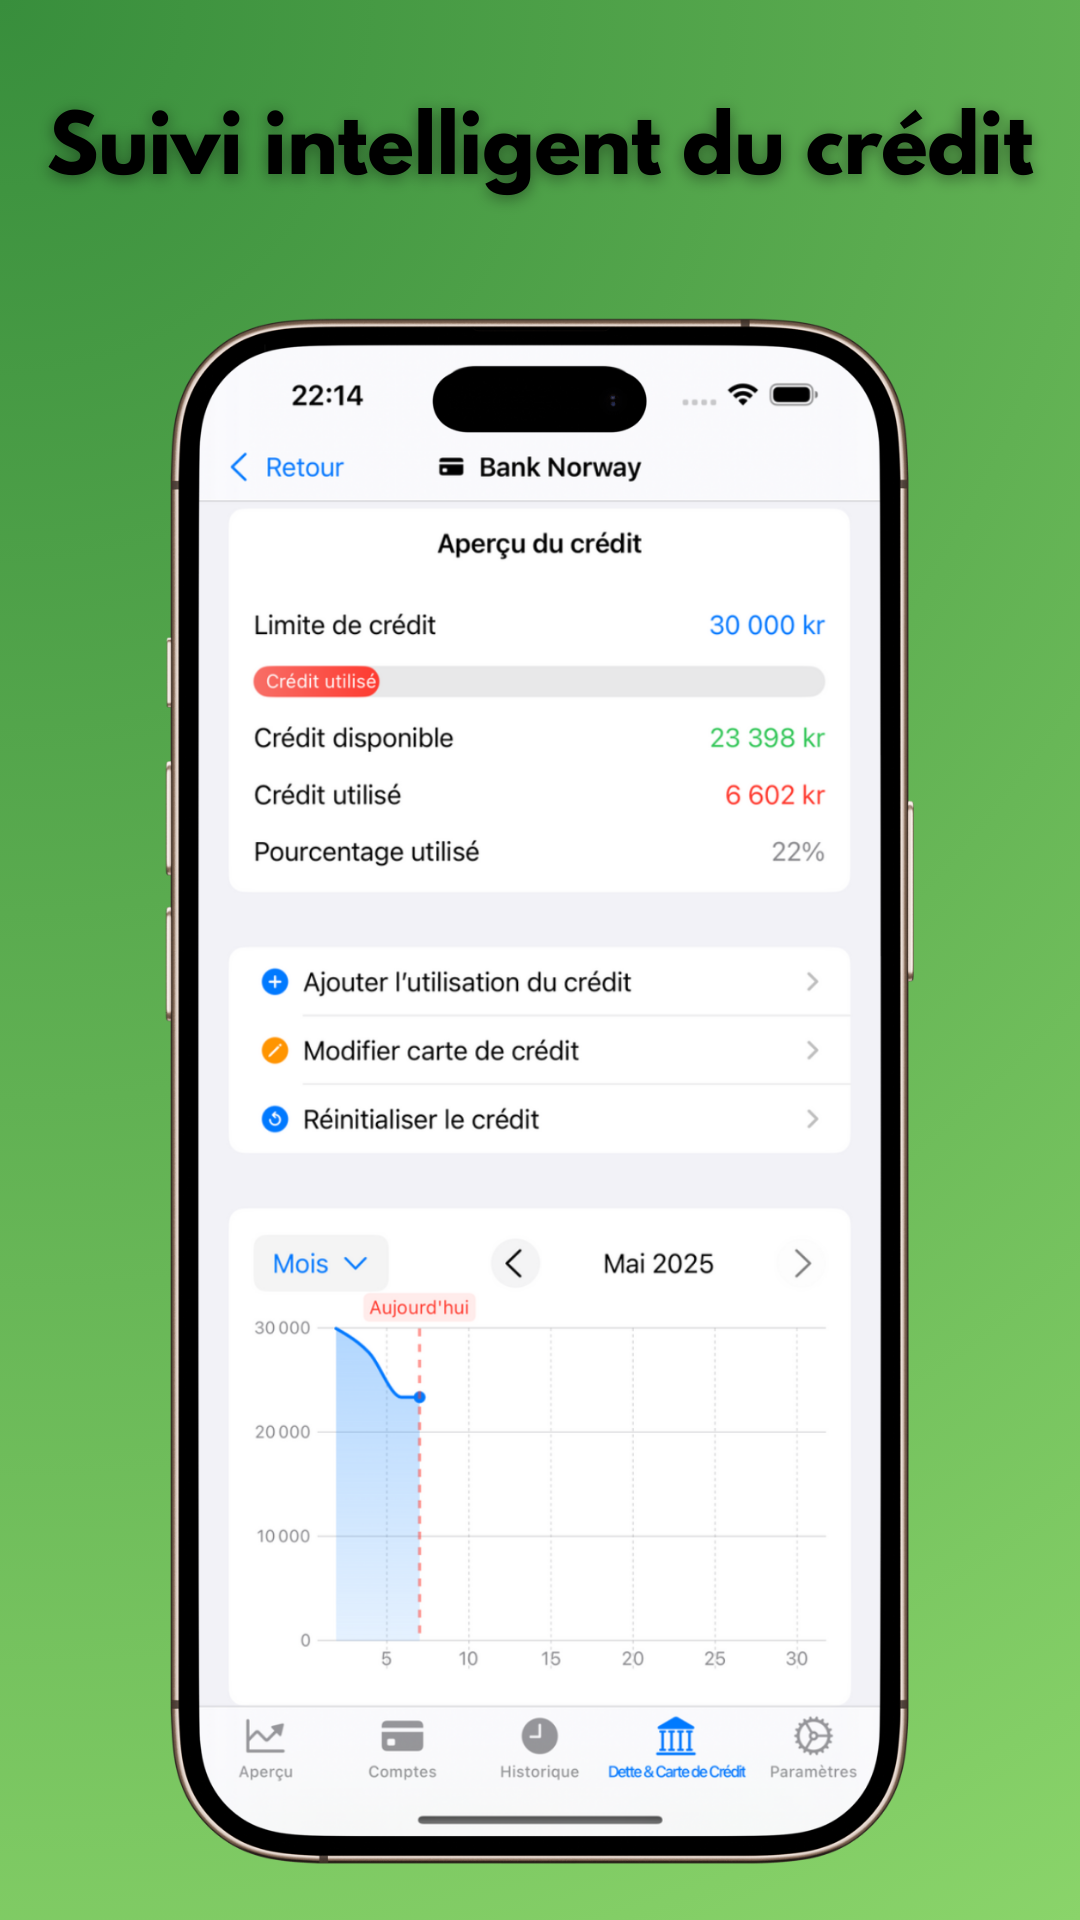 Suivi intelligent du crédit
22:14
Retour
Bank Norway
Aperçu du crédit
Limite de crédit 30 000 kr
Crédit utilisé
Crédit disponible 23 398 kr
Crédit utilisé 6 602 kr
Pourcentage utilisé 22%
Ajouter l’utilisation du crédit
Modifier carte de crédit
Réinitialiser le crédit
Mois Mai 2025
Aujourd'hui
30 000
20 000
10 000
0
5 10 15 20 25 30
Aperçu Comptes Historique Dette & Carte de Crédit Paramètres